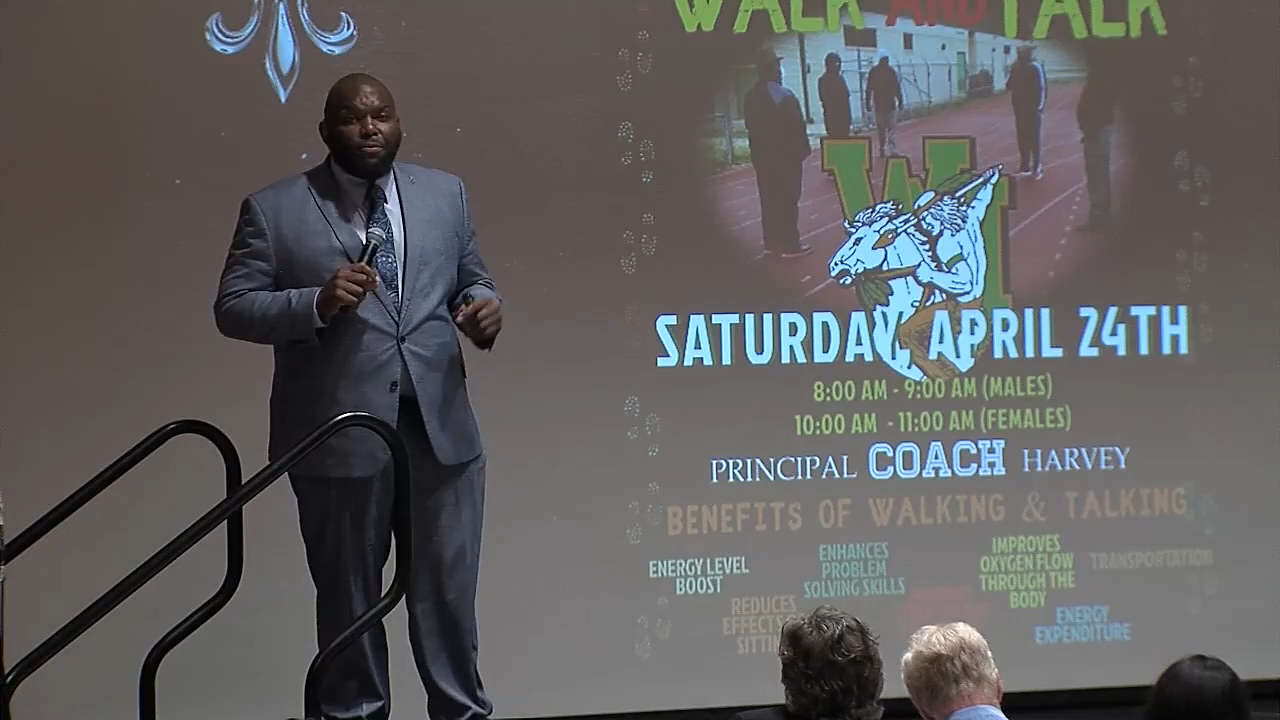 WALK AND TALK
W
SATURDAY, APRIL 24TH
8:00 AM - 9:00 AM (MALES)
10:00 AM - 11:00 AM (FEMALES)
PRINCIPAL COACH HARVEY
BENEFITS OF WALKING & TALKING
ENERGY LEVEL
BOOST
ENHANCES
PROBLEM
SOLVING SKILLS
IMPROVES
OXYGEN FLOW
THROUGH THE
BODY
TRANSPORTATION
REDUCES
EFFECTS
ENERGY
EXPENDITURE